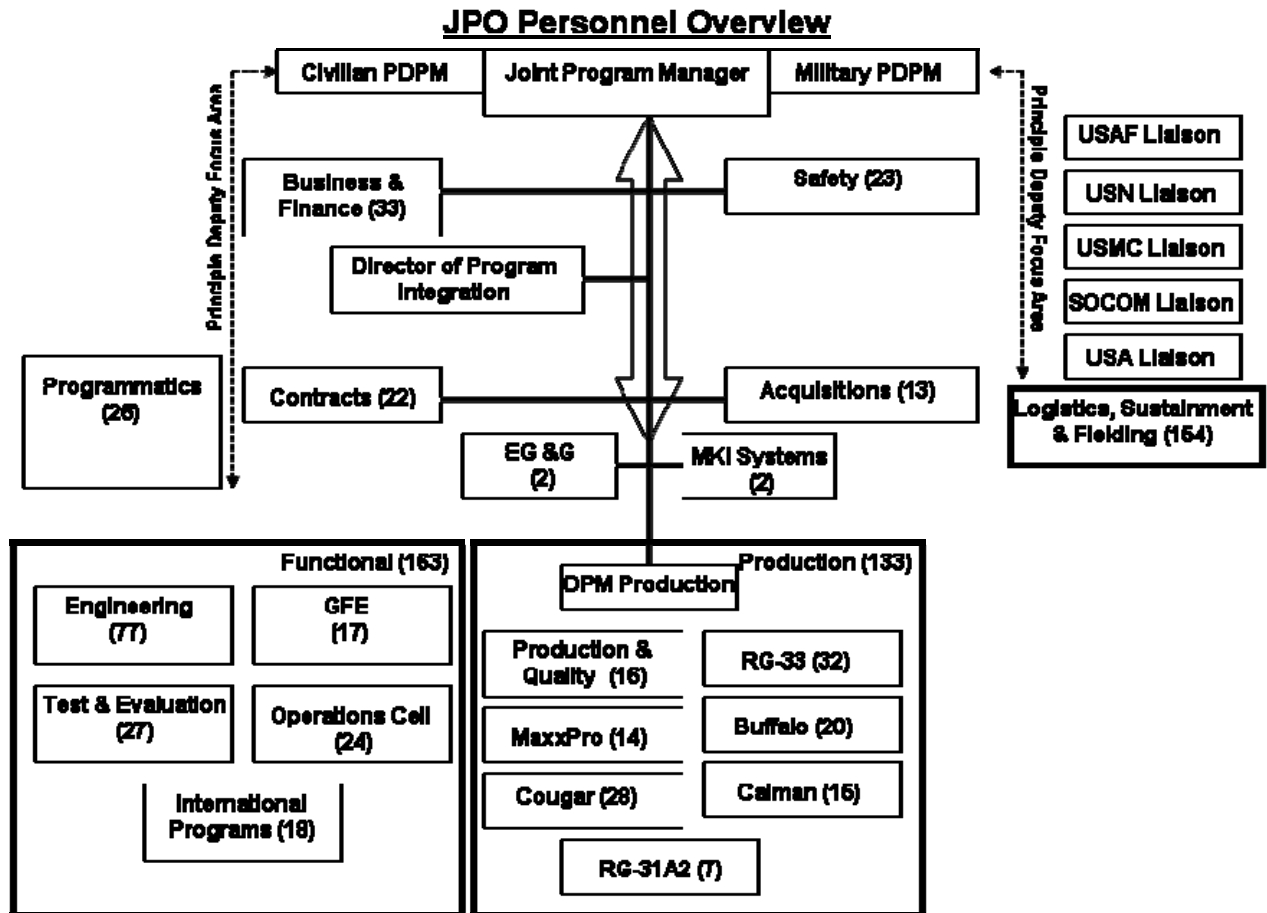 JPO Personnel Overview
Civilian PDPM
Joint Program Manager
Military PDPM
Principle Deputy Focus Area
Principle Deputy Focus Area
USAF Liaison
USN Liaison
USMC Liaison
SOCOM Liaison
USA Liaison
Business &
Finance (33)
Safety (23)
Director of Program
Integration
Programmatics
(26)
Contracts (22)
Acquisitions (13)
Logistics, Sustainment
& Fielding (154)
EG &G
(2)
MKI Systems
(2)
Functional (163)
Engineering
(77)
GFE
(17)
Test & Evaluation
(27)
Operations Cell
(24)
International
Programs (18)
Production (133)
DPM Production
Production &
Quality (16)
RG-33 (32)
MaxxPro (14)
Buffalo (20)
Cougar (28)
Caiman (15)
RG-31A2 (7)